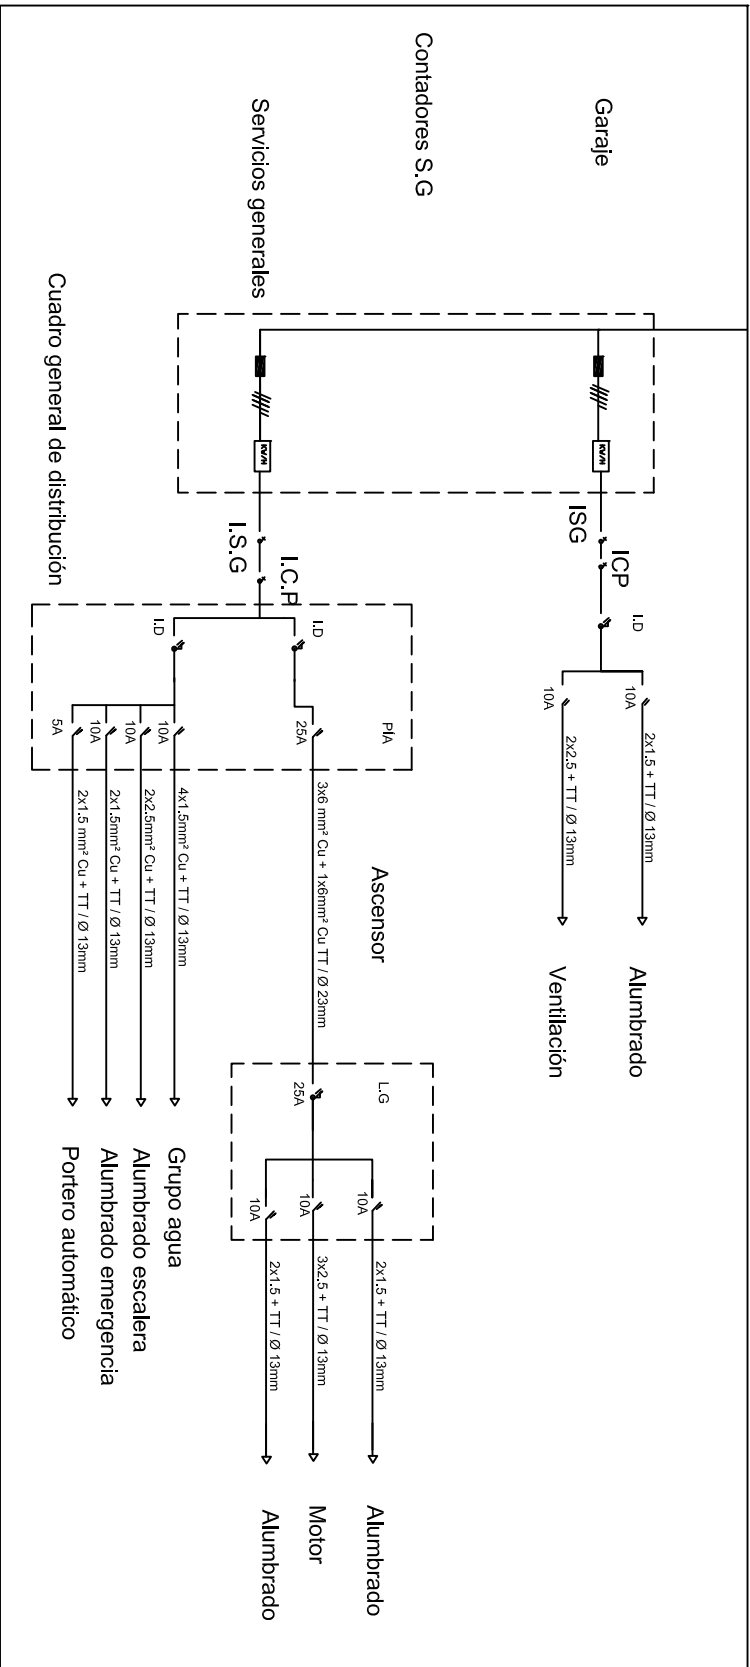 Garaje
Contadores S.G
Servicios generales
Cuadro general de distribución
KW/H
ISG
ICP
I.D
10A
2x1.5 + TT / Ø 13mm
Alumbrado
10A
2x2.5 + TT / Ø 13mm
Ventilación
KW/H
I.S.G
I.C.P
I.D
I.D
PIA
25A
3x6 mm² Cu + 1x6mm² Cu TT / Ø 23mm
Ascensor
L.G
25A
10A
2x1.5 + TT / Ø 13mm
Alumbrado
10A
3x2.5 + TT / Ø 13mm
Motor
10A
2x1.5 + TT / Ø 13mm
Alumbrado
10A
4x1.5mm² Cu + TT / Ø 13mm
Grupo agua
10A
2x2.5mm² Cu + TT / Ø 13mm
Alumbrado escalera
10A
2x1.5mm² Cu + TT / Ø 13mm
Alumbrado emergencia
5A
2x1.5 mm² Cu + TT / Ø 13mm
Portero automático